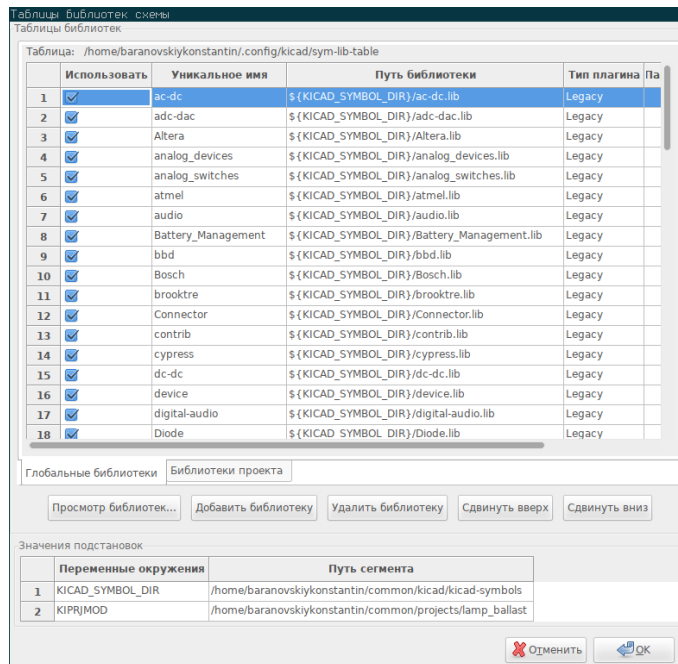 Таблицы библиотек схемы
Таблицы библиотек
Таблица: /home/baranovskiykonstantin/.config/kicad/sym-lib-table
Использовать Уникальное имя Путь библиотеки Тип плагина Па
1 ac-dc ${KICAD_SYMBOL_DIR}/ac-dc.lib Legacy
2 adc-dac ${KICAD_SYMBOL_DIR}/adc-dac.lib Legacy
3 Altera ${KICAD_SYMBOL_DIR}/Altera.lib Legacy
4 analog_devices ${KICAD_SYMBOL_DIR}/analog_devices.lib Legacy
5 analog_switches ${KICAD_SYMBOL_DIR}/analog_switches.lib Legacy
6 atmel ${KICAD_SYMBOL_DIR}/atmel.lib Legacy
7 audio ${KICAD_SYMBOL_DIR}/audio.lib Legacy
8 Battery_Management ${KICAD_SYMBOL_DIR}/Battery_Management.lib Legacy
9 bbd ${KICAD_SYMBOL_DIR}/bbd.lib Legacy
10 Bosch ${KICAD_SYMBOL_DIR}/Bosch.lib Legacy
11 brooktre ${KICAD_SYMBOL_DIR}/brooktre.lib Legacy
12 Connector ${KICAD_SYMBOL_DIR}/Connector.lib Legacy
13 contrib ${KICAD_SYMBOL_DIR}/contrib.lib Legacy
14 cypress ${KICAD_SYMBOL_DIR}/cypress.lib Legacy
15 dc-dc ${KICAD_SYMBOL_DIR}/dc-dc.lib Legacy
16 device ${KICAD_SYMBOL_DIR}/device.lib Legacy
17 digital-audio ${KICAD_SYMBOL_DIR}/digital-audio.lib Legacy
18 Diode ${KICAD_SYMBOL_DIR}/Diode.lib Legacy
Глобальные библиотеки Библиотеки проекта
Просмотр библиотек... Добавить библиотеку Удалить библиотеку Сдвинуть вверх Сдвинуть вниз
Значения подстановок
Переменные окружения Путь сегмента
1 KICAD_SYMBOL_DIR /home/baranovskiykonstantin/common/kicad/kicad-symbols
2 KIPRJMOD /home/baranovskiykonstantin/common/projects/lamp_ballast
Отменить OK